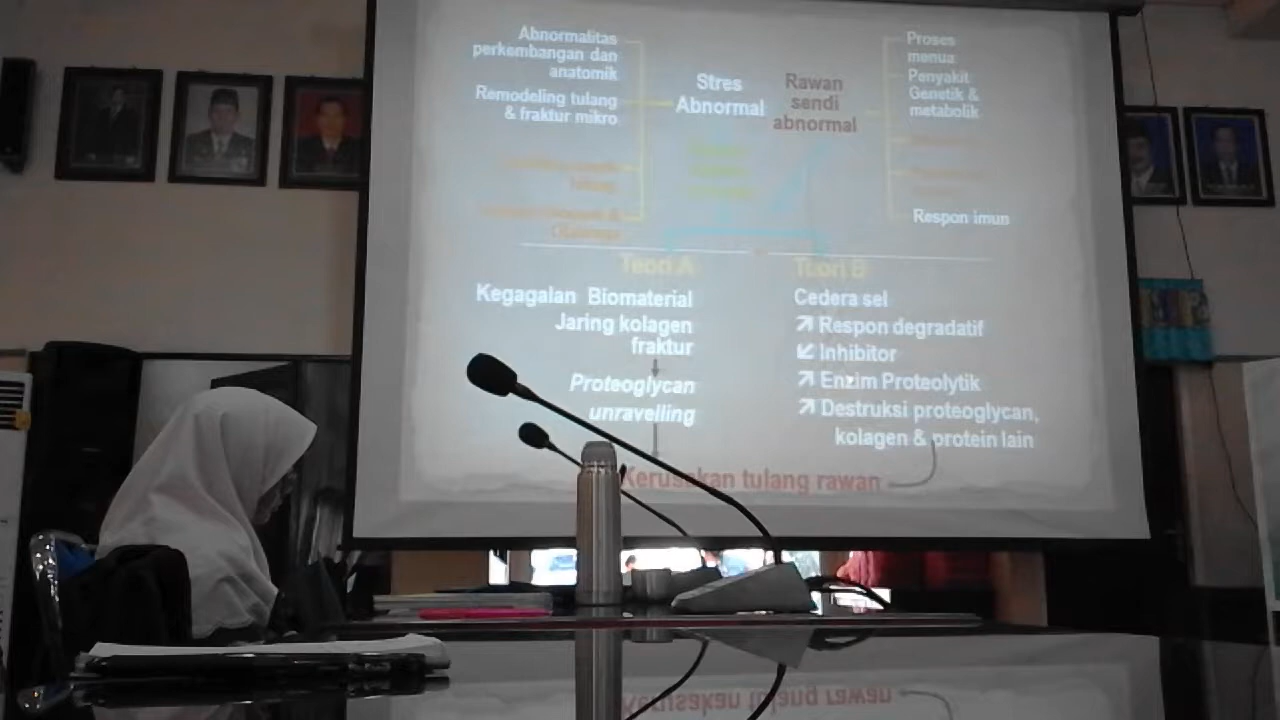 Abnormalitas
perkembangan dan
anatomik
Remodeling tulang
& fraktur mikro
Stres
Abnormal
Rawan
sendi
abnormal
Proses
menua
Penyakit
Genetik &
metabolik
Respon imun
Teori A
Kegagalan Biomaterial
Jaring kolagen
fraktur
Proteoglycan
unravelling
Teori B
Cedera sel
↗ Respon degradatif
↙ Inhibitor
↗ Enzim Proteolytik
↗ Destruksi proteoglycan,
kolagen & protein lain
Kerusakan tulang rawan